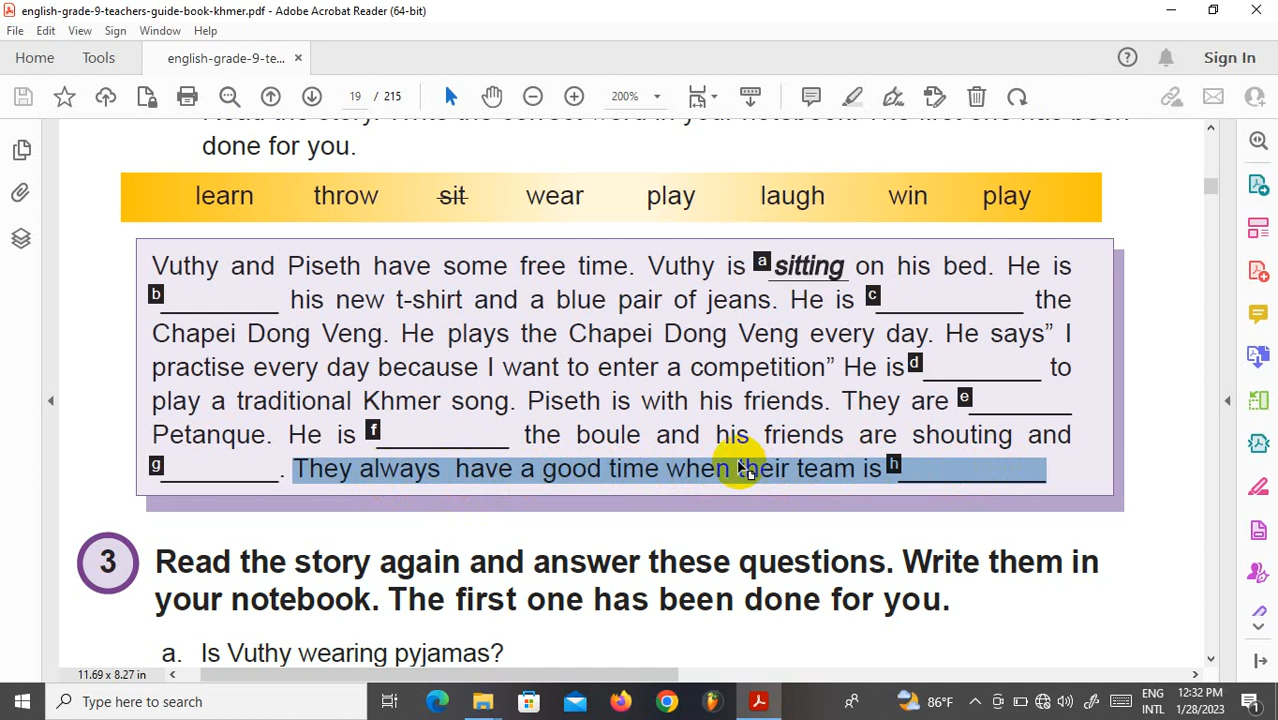 english-grade-9-teachers-guide-book-khmer.pdf - Adobe Acrobat Reader (64-bit)
File Edit View Sign Window Help
Home Tools english-grade-9-te... × Sign In
19 / 215 200%
done for you.
learn throw sit wear play laugh win play
Vuthy and Piseth have some free time. Vuthy is a sitting on his bed. He is
b ________ his new t-shirt and a blue pair of jeans. He is c __________ the
Chapei Dong Veng. He plays the Chapei Dong Veng every day. He says” I
practise every day because I want to enter a competition” He is d ________ to
play a traditional Khmer song. Piseth is with his friends. They are e _______
Petanque. He is f _________ the boule and his friends are shouting and
g ________. They always have a good time when their team is h __________
3 Read the story again and answer these questions. Write them in
your notebook. The first one has been done for you.
a. Is Vuthy wearing pyjamas?
11.69 x 8.27 in
Type here to search 86°F ENG 12:32 PM
INTL 1/28/2023